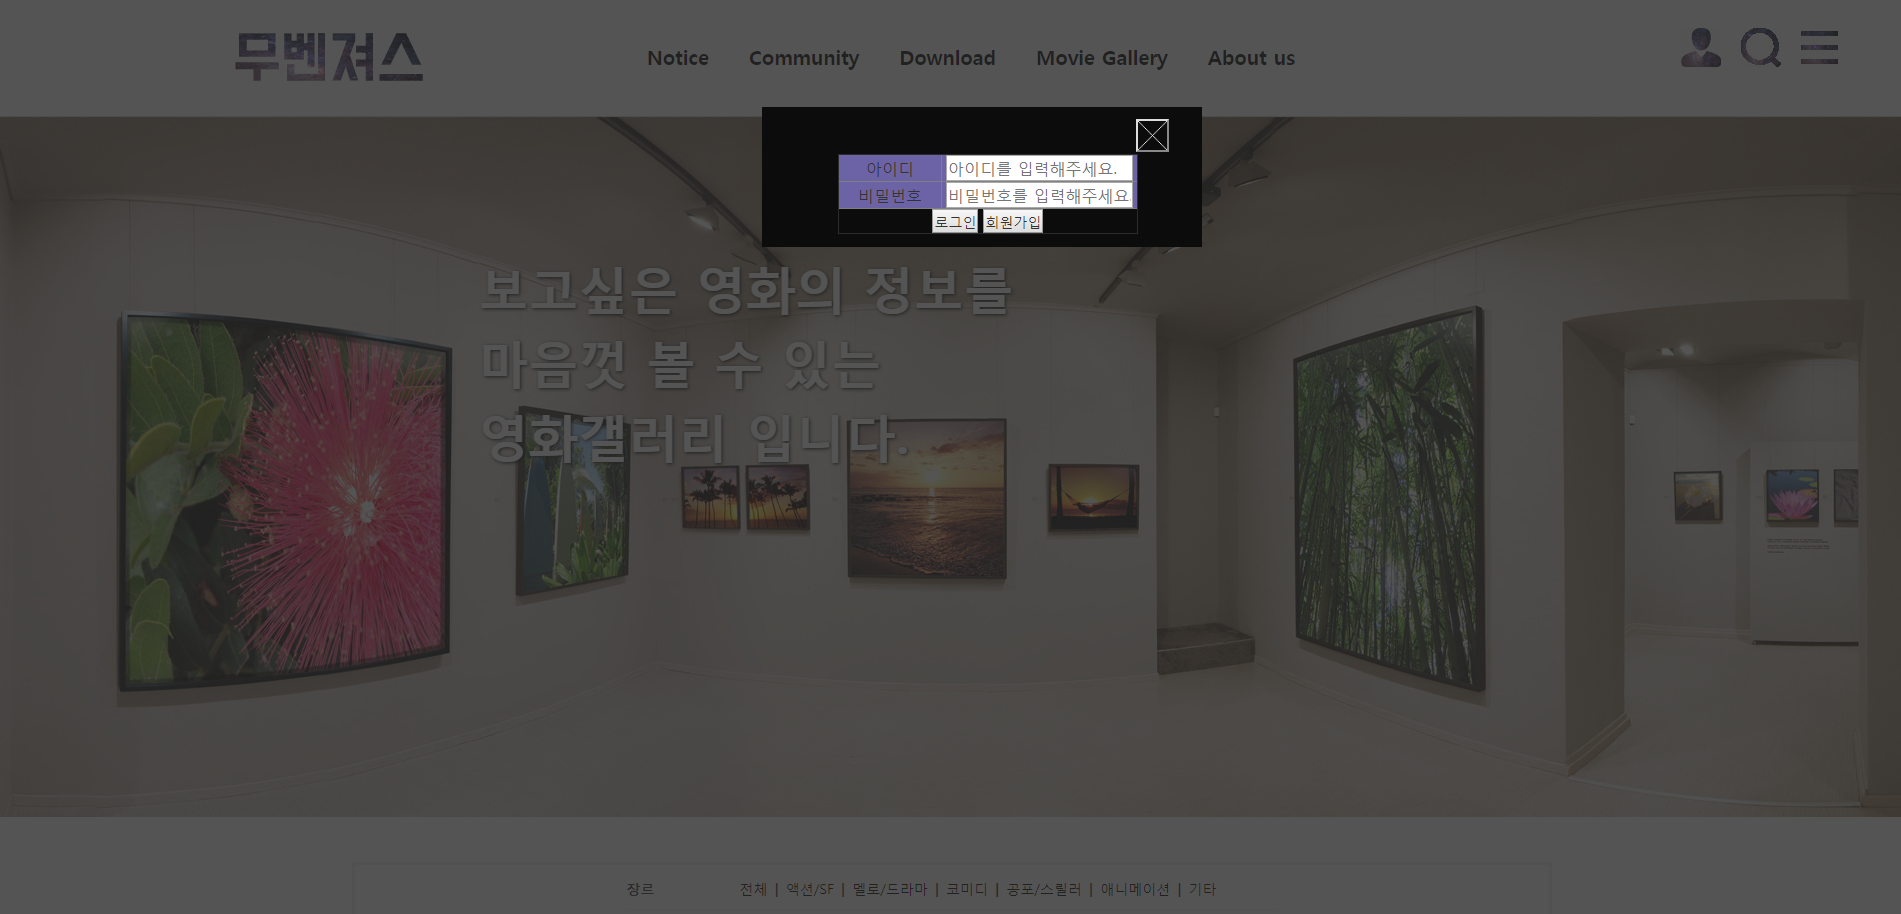 무벤져스
Notice Community Download Movie Gallery About us
아이디 아이디를 입력해주세요.
비밀번호 비밀번호를 입력해주세요.
로그인 회원가입
보고싶은 영화의 정보를
마음껏 볼 수 있는
영화갤러리 입니다.
장르 전체 | 액션/SF | 멜로/드라마 | 코미디 | 공포/스릴러 | 애니메이션 | 기타